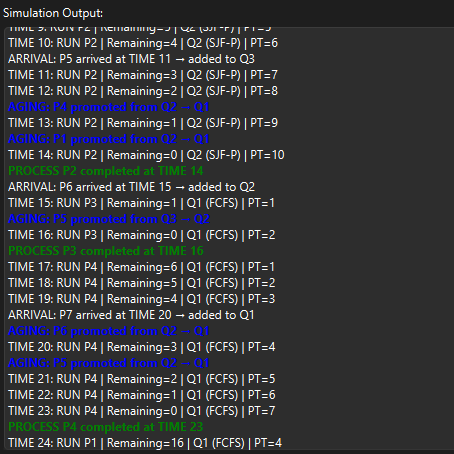 Simulation Output:
TIME 9: RUN P2 | Remaining=5 | Q2 (SJF-P) | PT=5
TIME 10: RUN P2 | Remaining=4 | Q2 (SJF-P) | PT=6
ARRIVAL: P5 arrived at TIME 11 → added to Q3
TIME 11: RUN P2 | Remaining=3 | Q2 (SJF-P) | PT=7
TIME 12: RUN P2 | Remaining=2 | Q2 (SJF-P) | PT=8
AGING: P4 promoted from Q2 → Q1
TIME 13: RUN P2 | Remaining=1 | Q2 (SJF-P) | PT=9
AGING: P1 promoted from Q2 → Q1
TIME 14: RUN P2 | Remaining=0 | Q2 (SJF-P) | PT=10
PROCESS P2 completed at TIME 14
ARRIVAL: P6 arrived at TIME 15 → added to Q2
TIME 15: RUN P3 | Remaining=1 | Q1 (FCFS) | PT=1
AGING: P5 promoted from Q3 → Q2
TIME 16: RUN P3 | Remaining=0 | Q1 (FCFS) | PT=2
PROCESS P3 completed at TIME 16
TIME 17: RUN P4 | Remaining=6 | Q1 (FCFS) | PT=1
TIME 18: RUN P4 | Remaining=5 | Q1 (FCFS) | PT=2
TIME 19: RUN P4 | Remaining=4 | Q1 (FCFS) | PT=3
ARRIVAL: P7 arrived at TIME 20 → added to Q1
AGING: P6 promoted from Q2 → Q1
TIME 20: RUN P4 | Remaining=3 | Q1 (FCFS) | PT=4
AGING: P5 promoted from Q2 → Q1
TIME 21: RUN P4 | Remaining=2 | Q1 (FCFS) | PT=5
TIME 22: RUN P4 | Remaining=1 | Q1 (FCFS) | PT=6
TIME 23: RUN P4 | Remaining=0 | Q1 (FCFS) | PT=7
PROCESS P4 completed at TIME 23
TIME 24: RUN P1 | Remaining=16 | Q1 (FCFS) | PT=4